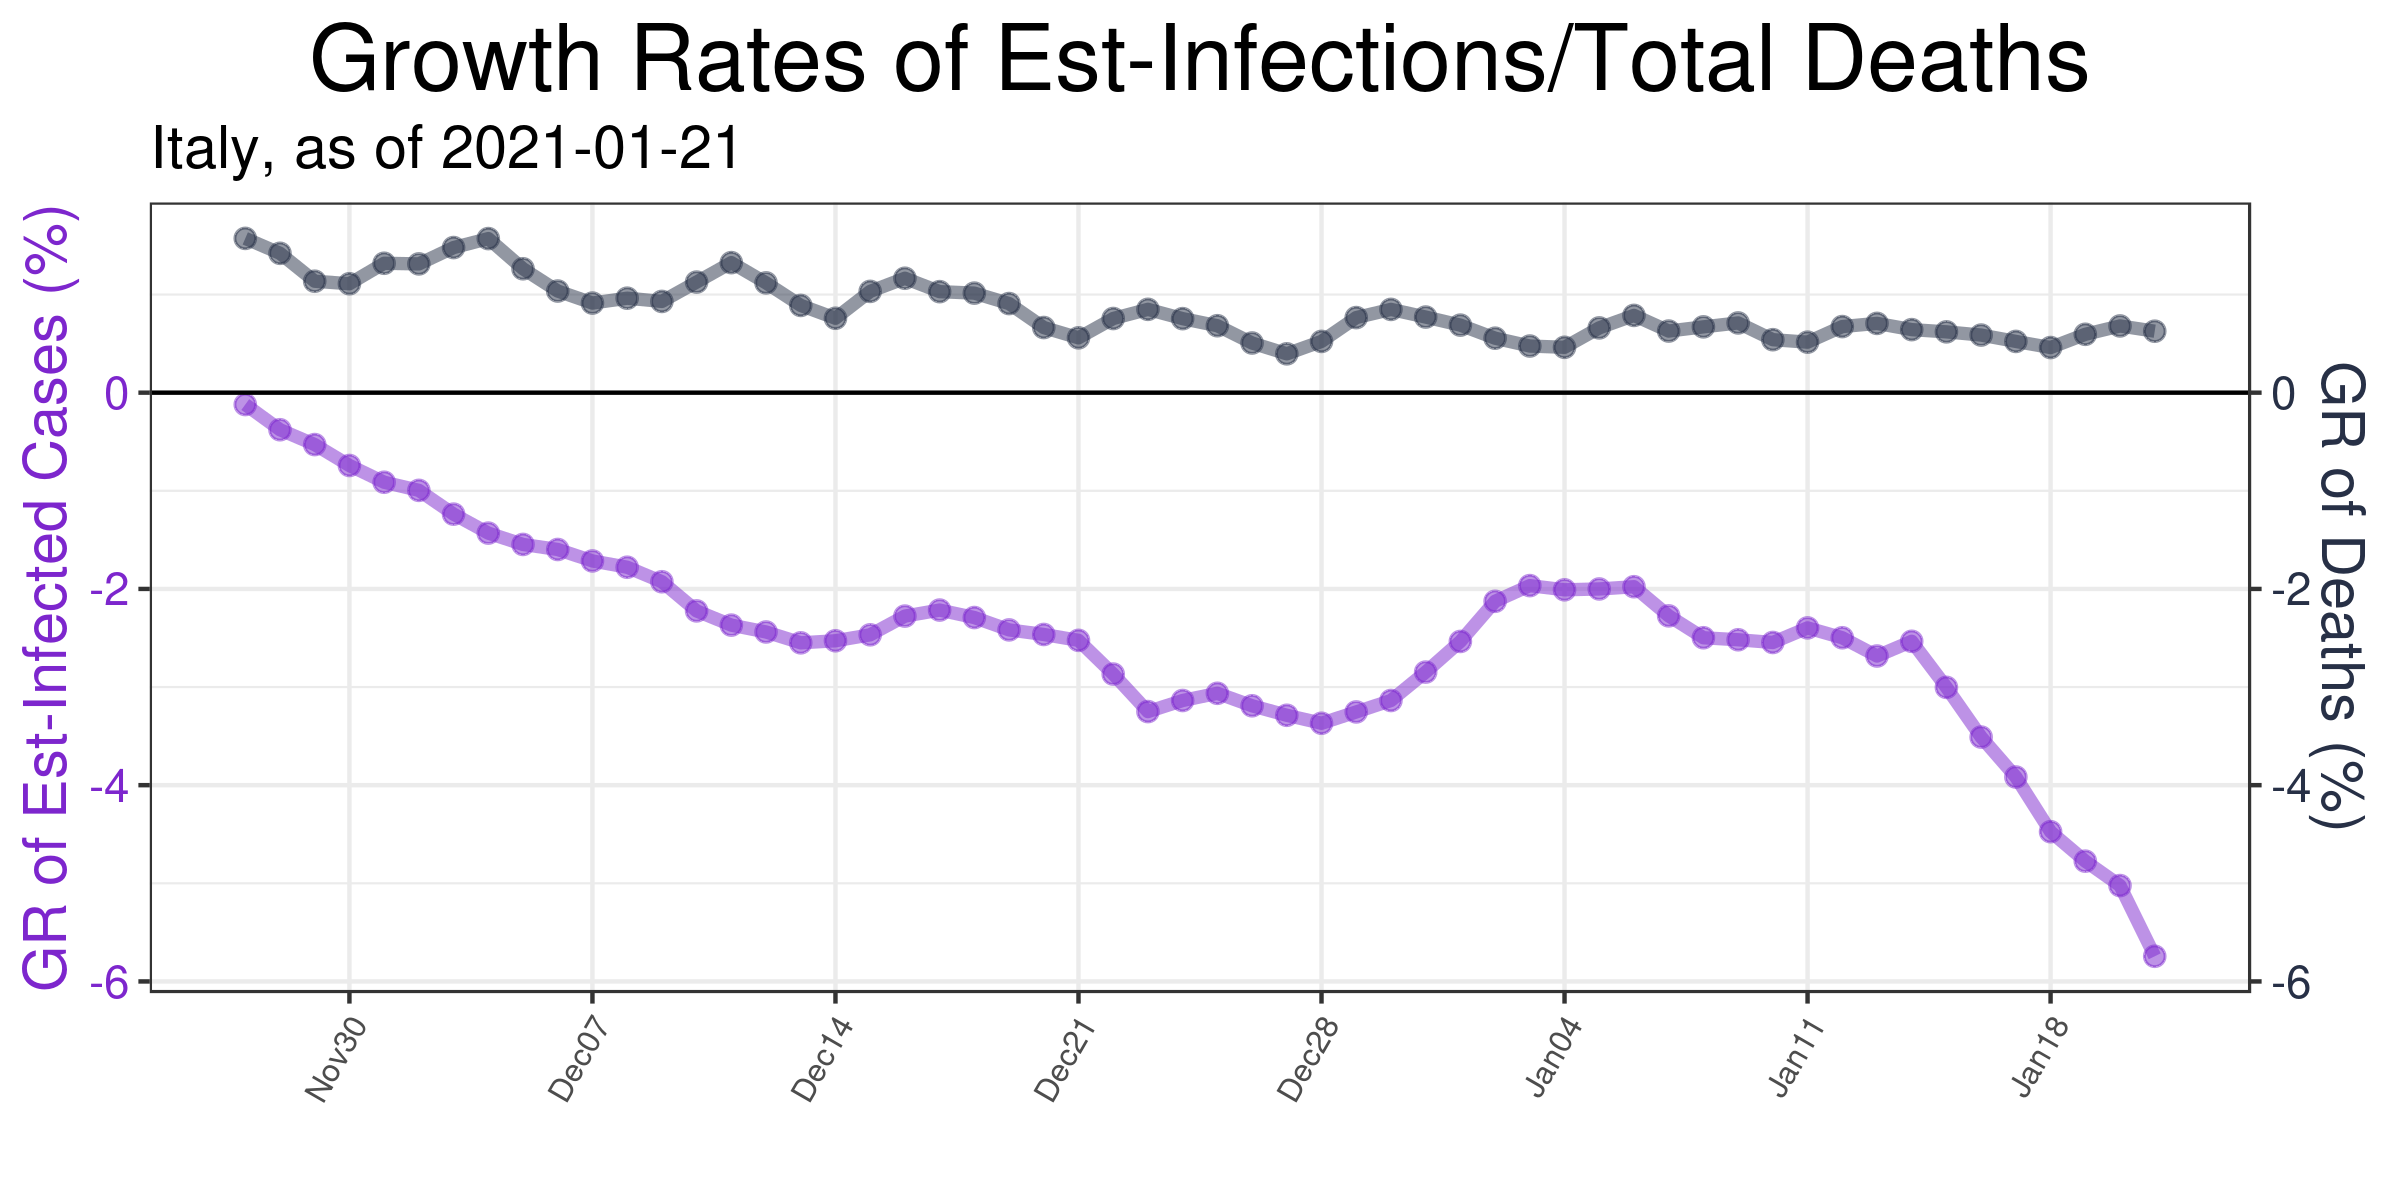 Growth Rates of Est-Infections/Total Deaths
Italy, as of 2021-01-21
GR of Est-Infected Cases (%)
0
-2
-4
-6
0
-2
-4
-6
GR of Deaths (%)
Nov30
Dec07
Dec14
Dec21
Dec28
Jan04
Jan11
Jan18